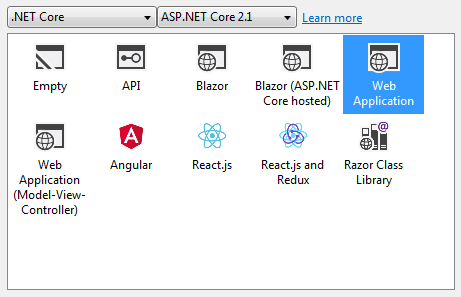 .NET Core
ASP.NET Core 2.1
Learn more
Empty
API
Blazor
Blazor (ASP.NET
Core hosted)
Web
Application
Web
Application
(Model-View-
Controller)
Angular
React.js
React.js and
Redux
Razor Class
Library